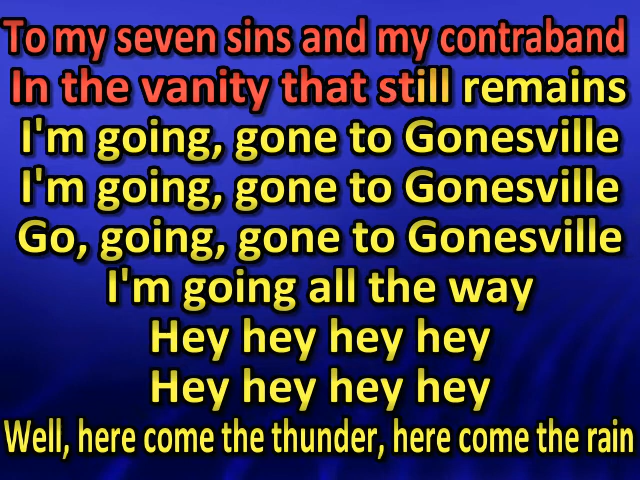 To my seven sins and my contraband
In the vanity that still remains
I'm going, gone to Gonesville
I'm going, gone to Gonesville
Go, going, gone to Gonesville
I'm going all the way
Hey hey hey hey
Hey hey hey hey
Well, here come the thunder, here come the rain